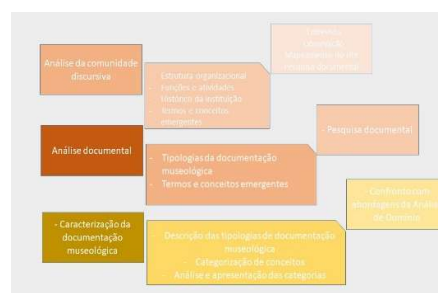 Análise da comunidade
discursiva
- Estrutura organizacional
- Funções e atividades
- Histórico da instituição
- Termos e conceitos
emergentes
Análise documental
- Tipologias da documentação
museológica
- Termos e conceitos emergentes
- Pesquisa documental
- Caracterização da
documentação
museológica
- Descrição das tipologias de documentação
museológica
- Categorização de conceitos
- Análise e apresentação das categorias
- Confronto com
abordagens da Análise
de Domínio